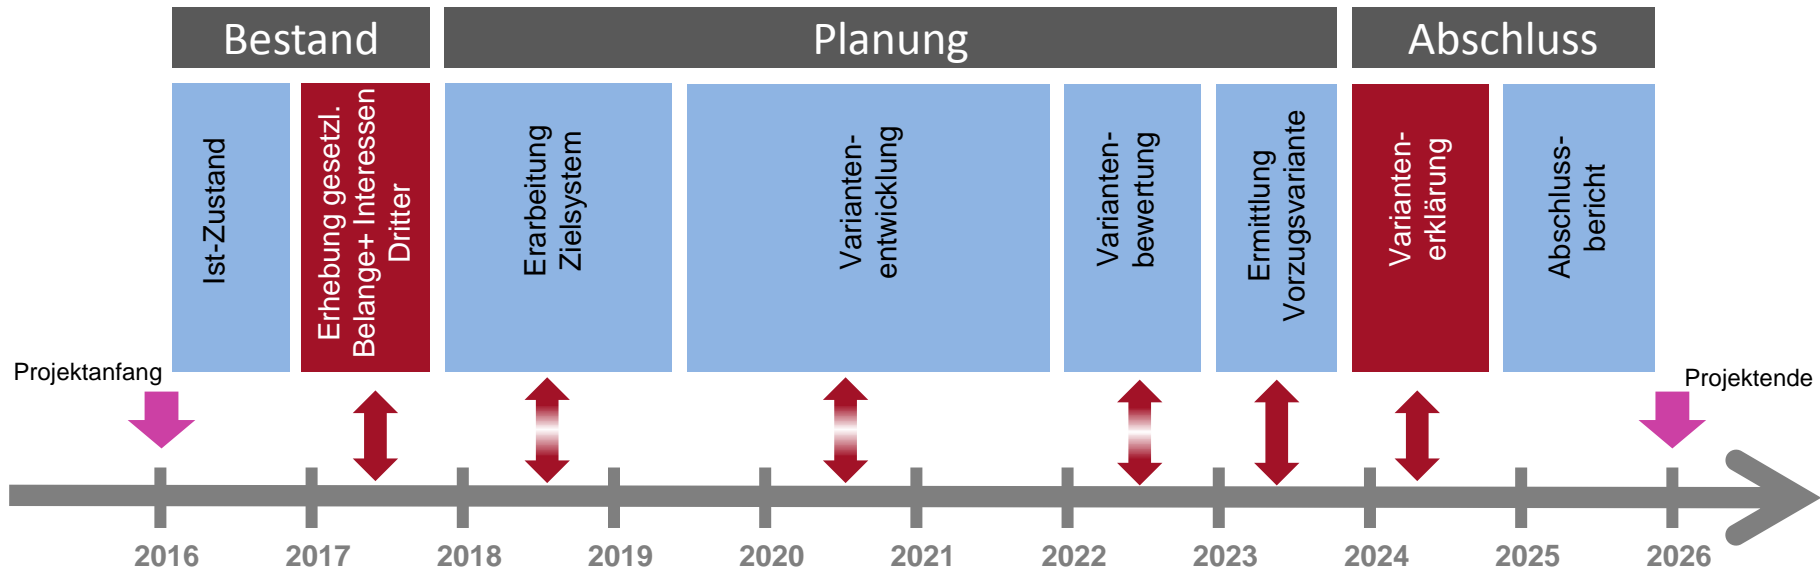 Bestand
Planung
Abschluss
Ist-Zustand
Erhebung gesetzl.
Belange+ Interessen
Dritter
Erarbeitung
Zielsystem
Varianten-
entwicklung
Varianten-
bewertung
Ermittlung
Vorzugsvariante
Varianten-
erklärung
Abschluss-
bericht
Projektanfang
Projektende
2016
2017
2018
2019
2020
2021
2022
2023
2024
2025
2026